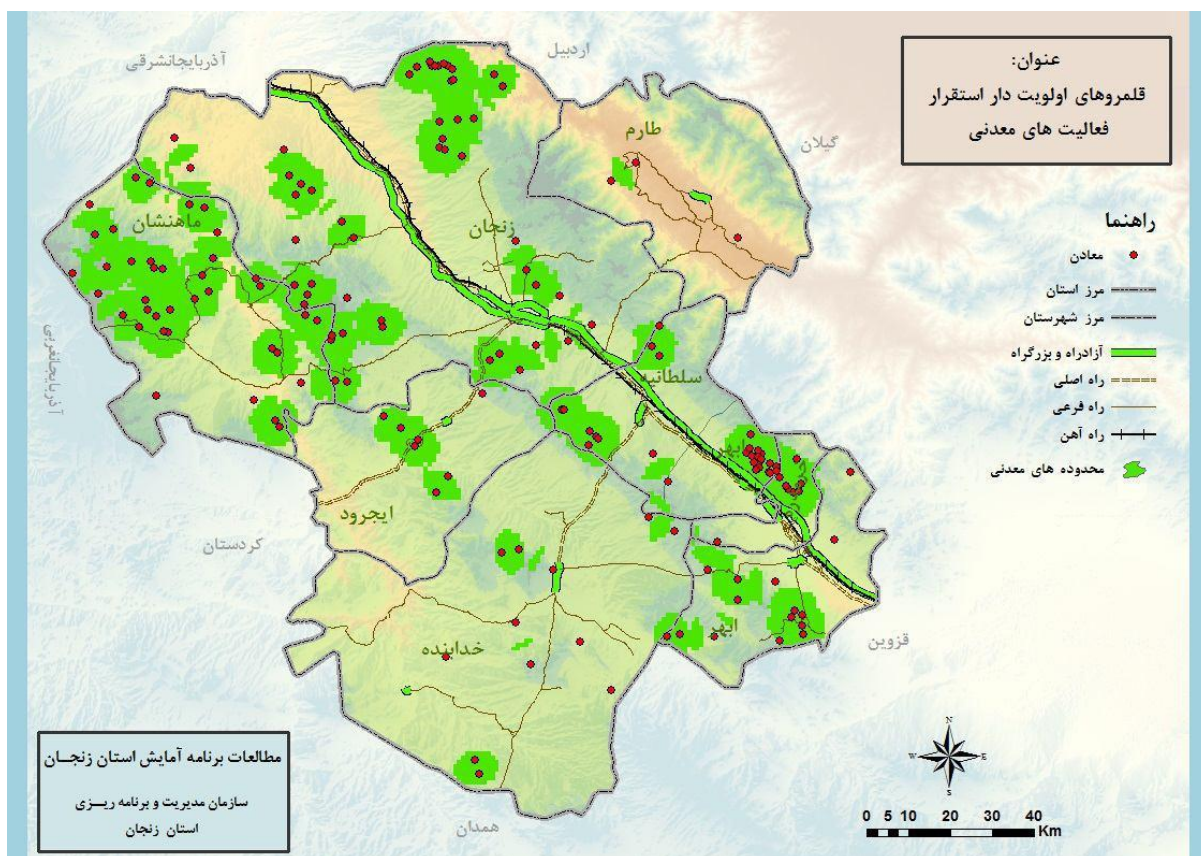 عنوان:
قلمروهای اولویت دار استقرار
فعالیت های معدنی
آذربایجانشرقی
اردبیل
گیلان
طارم
زنجان
ماهنشان
سلطانیه
ابهر
ایجرود
خدابنده
ابهر
آذربایجانغربی
کردستان
همدان
قزوین
راهنما
معادن
مرز استان
مرز شهرستان
آزادراه و بزرگراه
راه اصلی
راه فرعی
راه آهن
محدوده های معدنی
N
W
E
S
0 5 10 20 30 40
Km
مطالعات برنامه آمایش استان زنجــان
سازمان مدیریت و برنامه ریــزی
استان زنجان